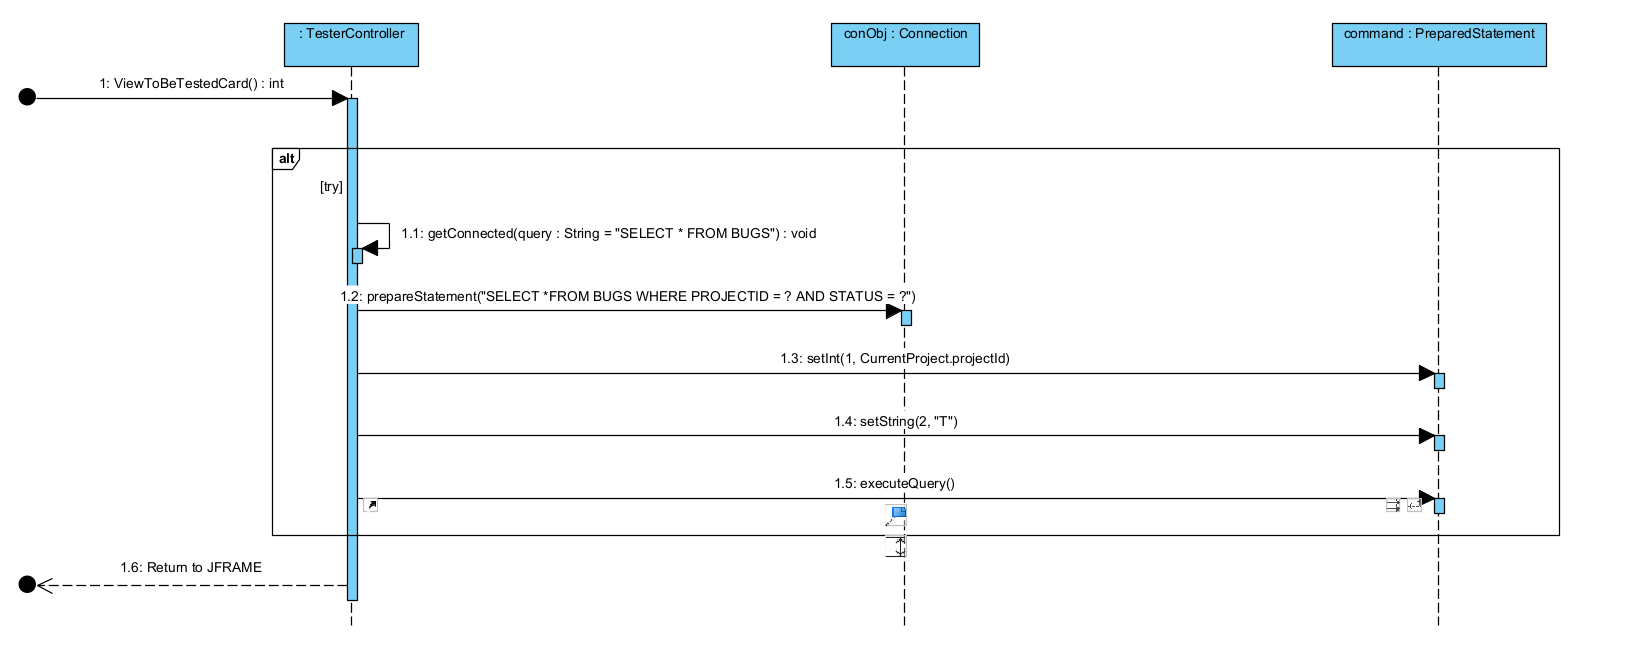 : TesterController
conObj : Connection
command : PreparedStatement
1: ViewToBeTestedCard() : int
alt
[try]
1.1: getConnected(query : String = "SELECT * FROM BUGS") : void
1.2: prepareStatement("SELECT *FROM BUGS WHERE PROJECTID = ? AND STATUS = ?")
1.3: setInt(1, CurrentProject.projectId)
1.4: setString(2, "T")
1.5: executeQuery()
1.6: Return to JFRAME